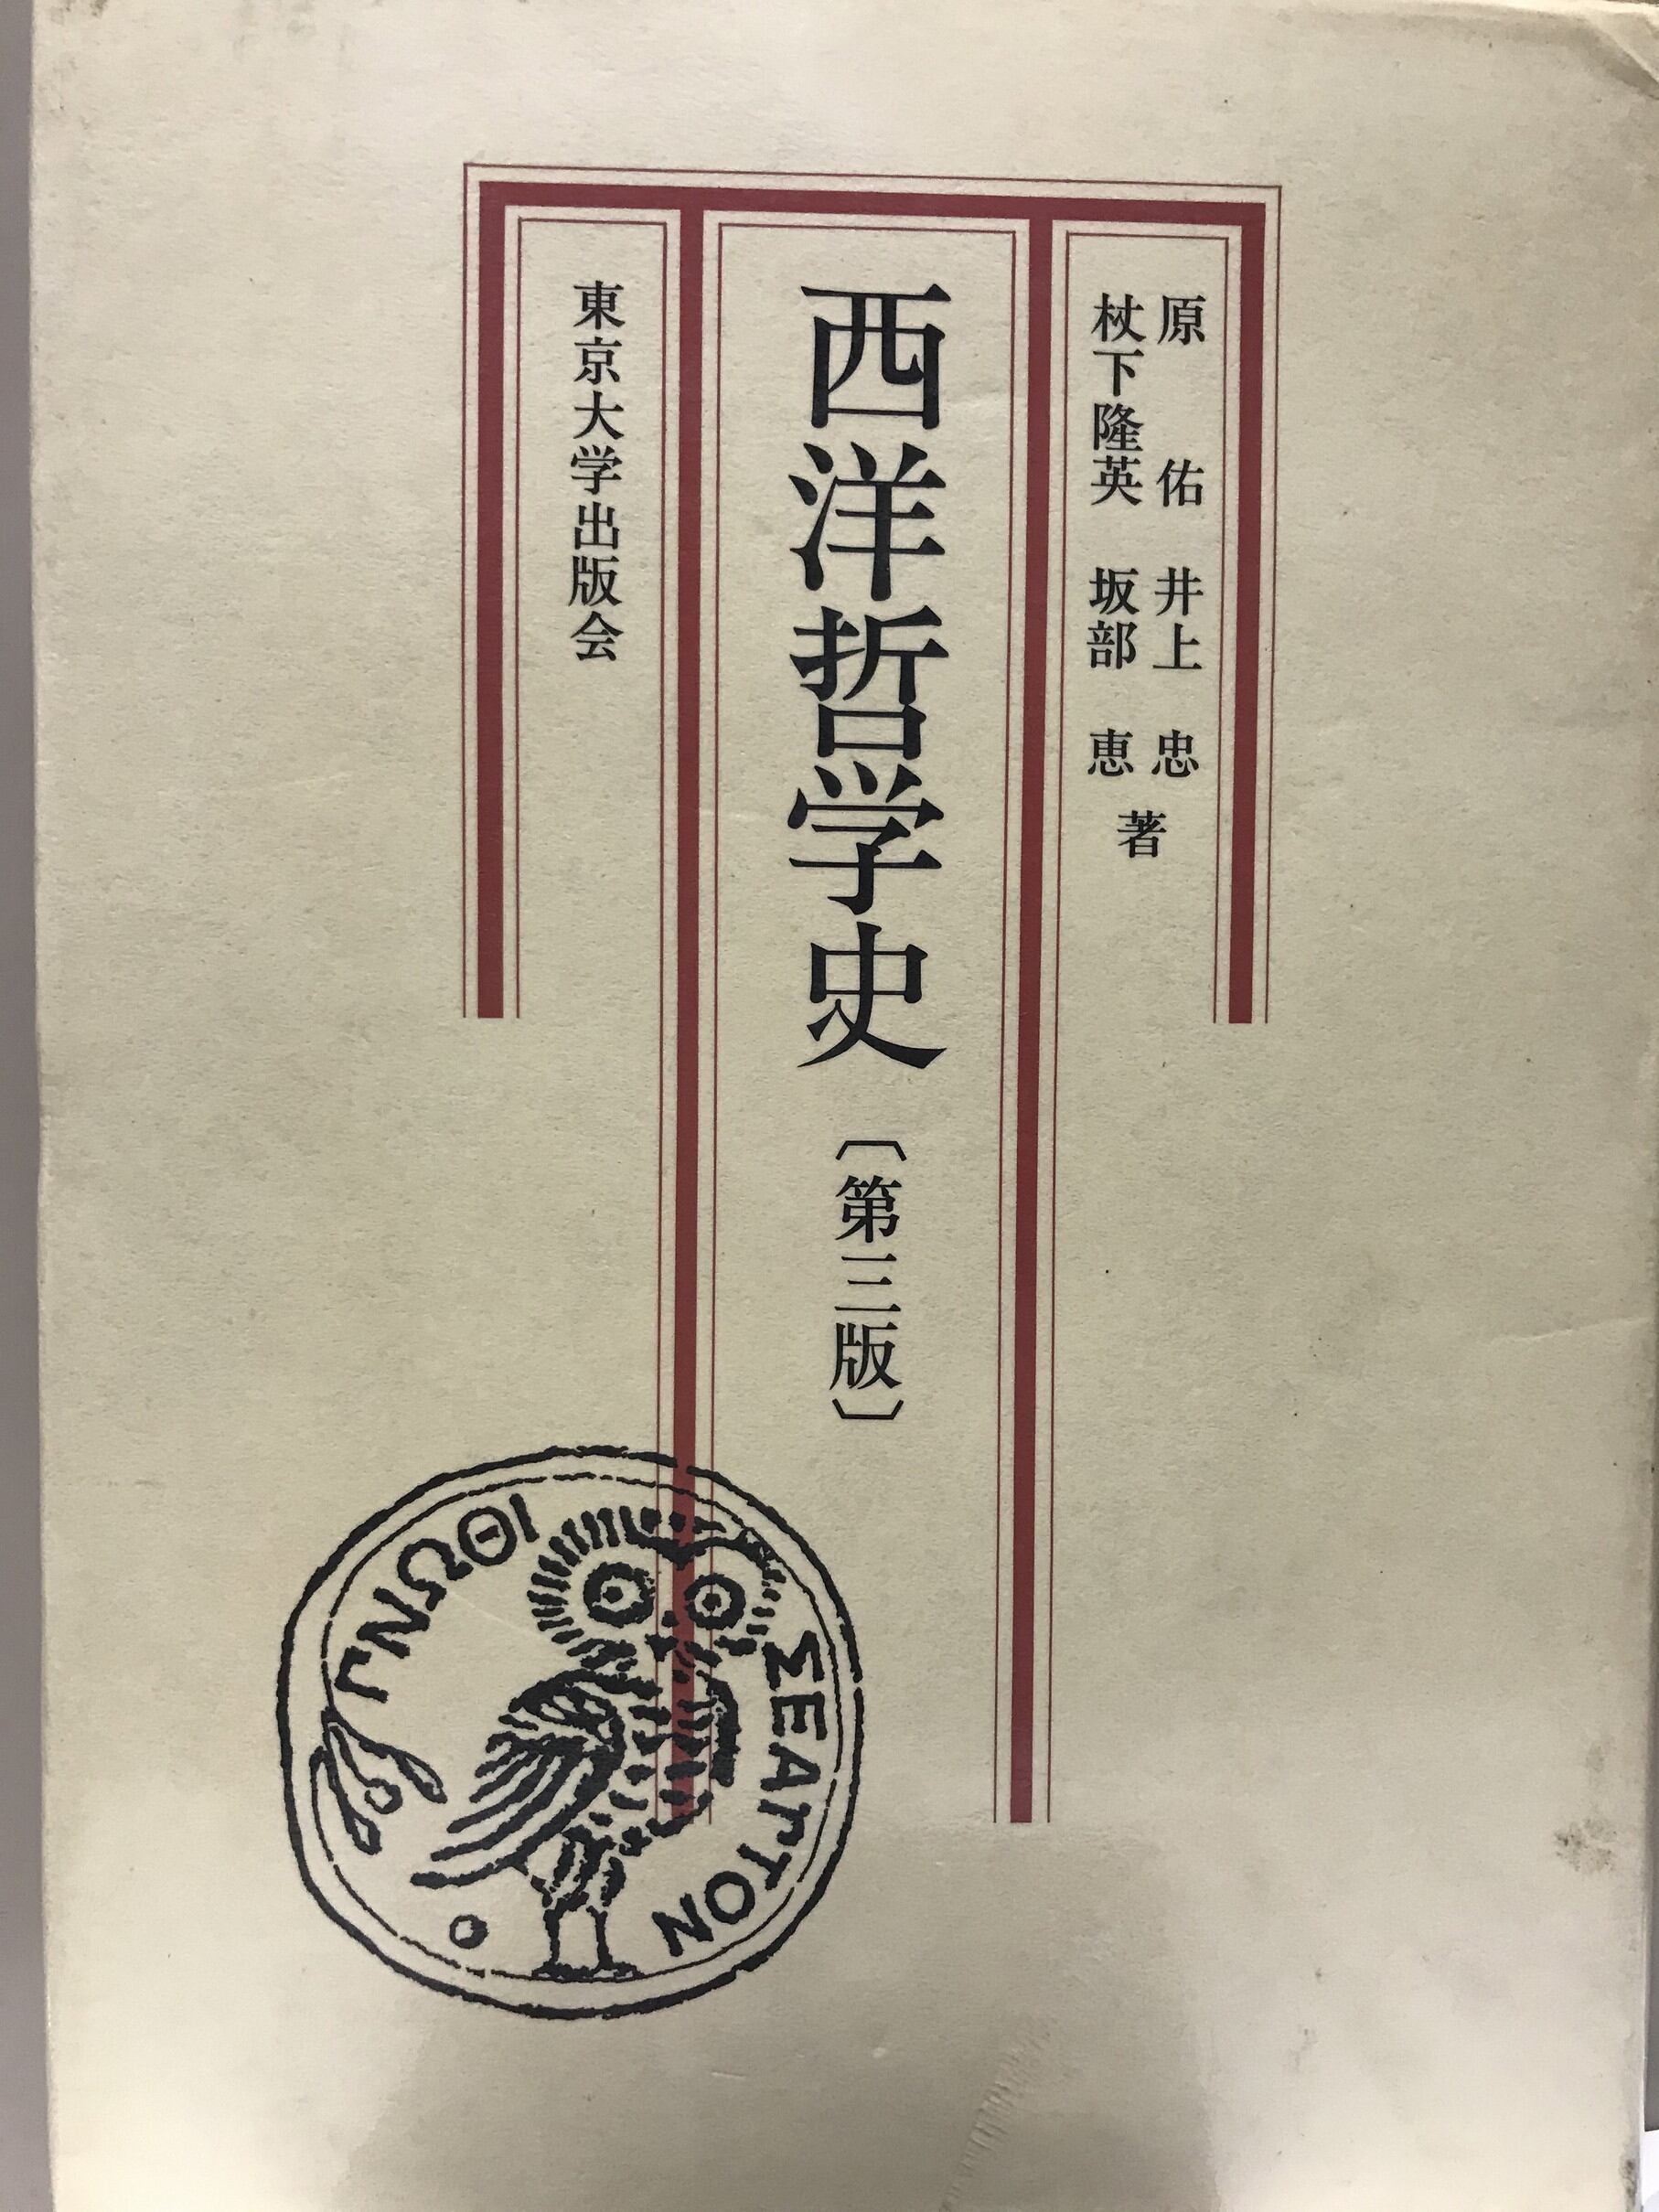 原 佑 井上 忠
杖下隆英 坂部 恵
著
西洋哲学史〔第三版〕
東京大学出版会
ΓΝΩΘΙ
ΣΕΑΥΤΟΝ